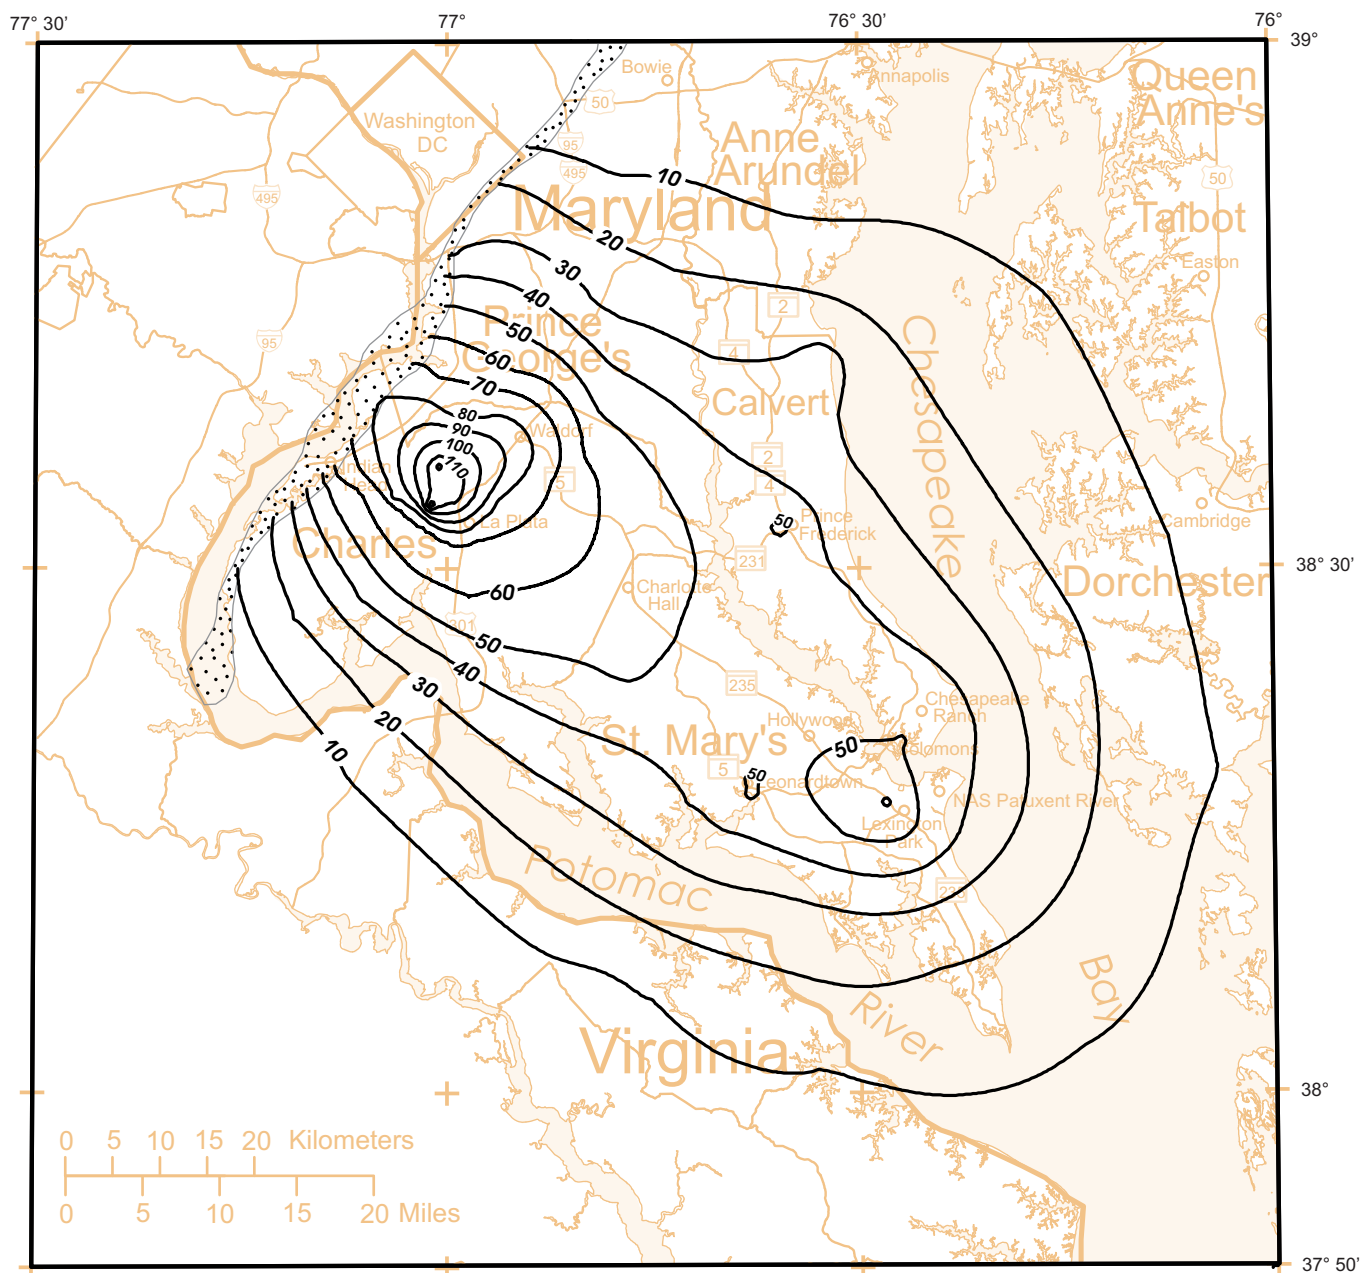 77° 30'
77°
76° 30'
76°
39°
Bowie
Annapolis
Queen
Anne's
50
Washington
DC
95
Anne
Arundel
495
10
50
495
Maryland
Talbot
20
Easton
30
40
2
Prince
George's
50
95
4
60
70
Chesapeake
Calvert
80
90
Waldorf
100
2
110
Indian
Head
5
4
Cambridge
La Plata
50
Prince
Frederick
Charles
231
38° 30'
Dorchester
60
Charlotte
Hall
301
50
40
235
30
Chesapeake
Ranch
20
Hollywood
10
St. Mary's
50
Solomons
5
50
Leonardtown
NAS Patuxent River
Lexington
Park
Potomac
235
Bay
River
Virginia
38°
0 5 10 15 20 Kilometers
0 5 10 15 20 Miles
37° 50'